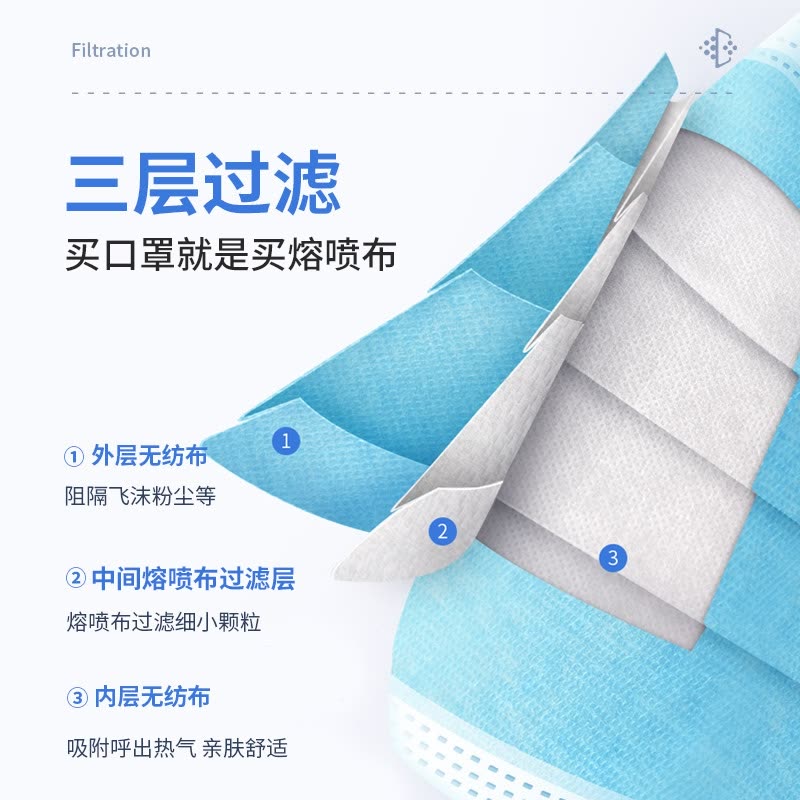 Filtration
三层过滤
买口罩就是买熔喷布
① 外层无纺布
阻隔飞沫粉尘等
② 中间熔喷布过滤层
熔喷布过滤细小颗粒
③ 内层无纺布
吸附呼出热气 亲肤舒适
1
2
3